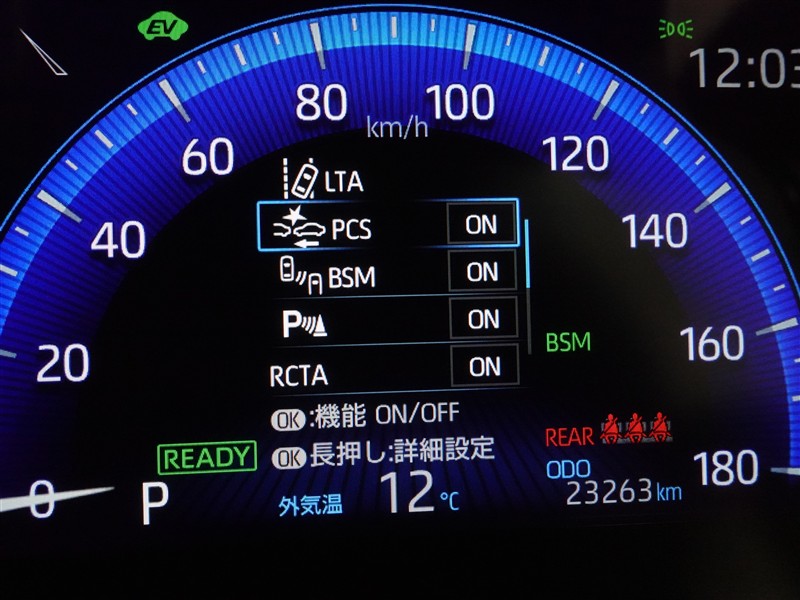 EV
12:03
0
20
40
60
80
100
120
140
160
180
km/h
LTA
PCS ON
BSM ON
P ON
RCTA ON
OK:機能 ON/OFF
OK長押し:詳細設定
BSM
REAR
READY
P
外気温 12℃
ODO
23263km